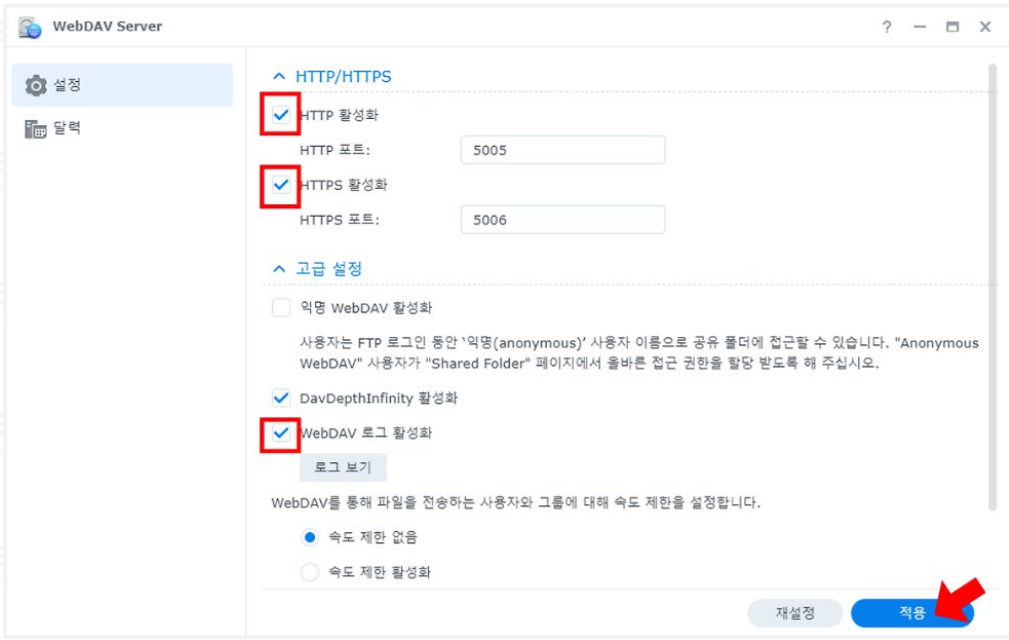 WebDAV Server
설정
달력
HTTP/HTTPS
HTTP 활성화
HTTP 포트:
5005
HTTPS 활성화
HTTPS 포트:
5006
고급 설정
익명 WebDAV 활성화
사용자는 FTP 로그인 동안 '익명(anonymous)' 사용자 이름으로 공유 폴더에 접근할 수 있습니다. "Anonymous
WebDAV" 사용자가 "Shared Folder" 페이지에서 올바른 접근 권한을 할당 받도록 해 주십시오.
DavDepthInfinity 활성화
WebDAV 로그 활성화
로그 보기
WebDAV를 통해 파일을 전송하는 사용자와 그룹에 대해 속도 제한을 설정합니다.
속도 제한 없음
속도 제한 활성화
재설정
적용